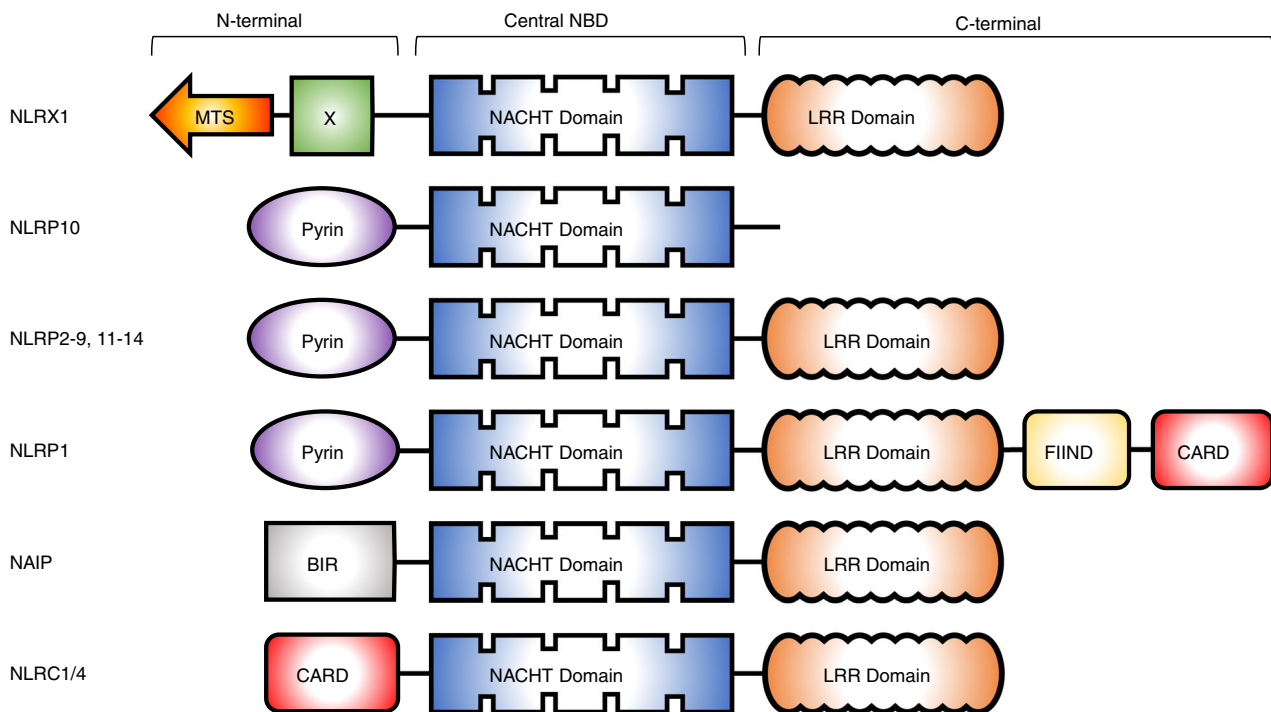 N-terminal Central NBD C-terminal
NLRX1 MTS X NACHT Domain LRR Domain
NLRP10 Pyrin NACHT Domain
NLRP2-9, 11-14 Pyrin NACHT Domain LRR Domain
NLRP1 Pyrin NACHT Domain LRR Domain FIIND CARD
NAIP BIR NACHT Domain LRR Domain
NLRC1/4 CARD NACHT Domain LRR Domain